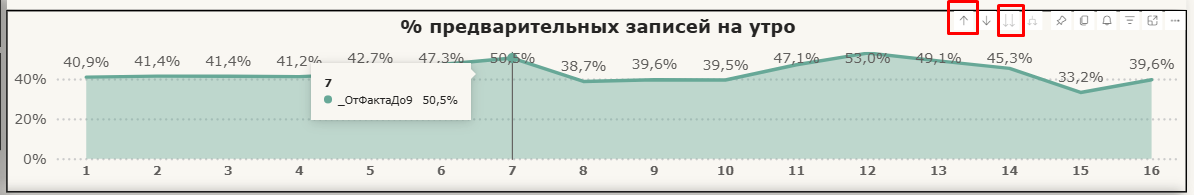 % предварительных записей на утро
40,9% 41,4% 41,4% 41,2% 42,7% 47,3% 50,5% 38,7% 39,6% 39,5% 47,1% 53,0% 49,1% 45,3% 33,2% 39,6%
40%
7
_ОтФактаДо9 50,5%
20%
0%
1 2 3 4 5 6 7 8 9 10 11 12 13 14 15 16